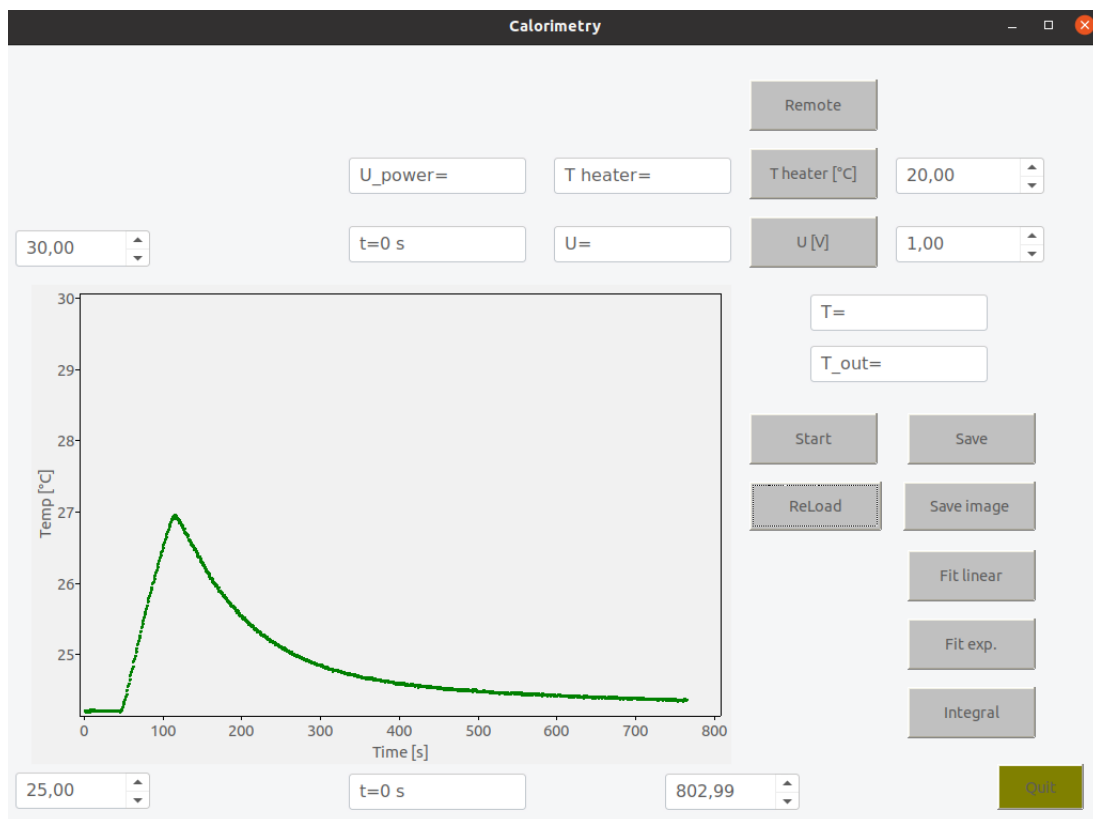 Calorimetry
Remote
U_power=
T heater=
T heater [°C]
20,00
30,00
t=0 s
U=
U [V]
1,00
T=
T_out=
Start
Save
ReLoad
Save image
Fit linear
Fit exp.
Integral
30
29
28
27
26
25
Temp [°C]
0 100 200 300 400 500 600 700 800
Time [s]
25,00
t=0 s
802,99
Quit